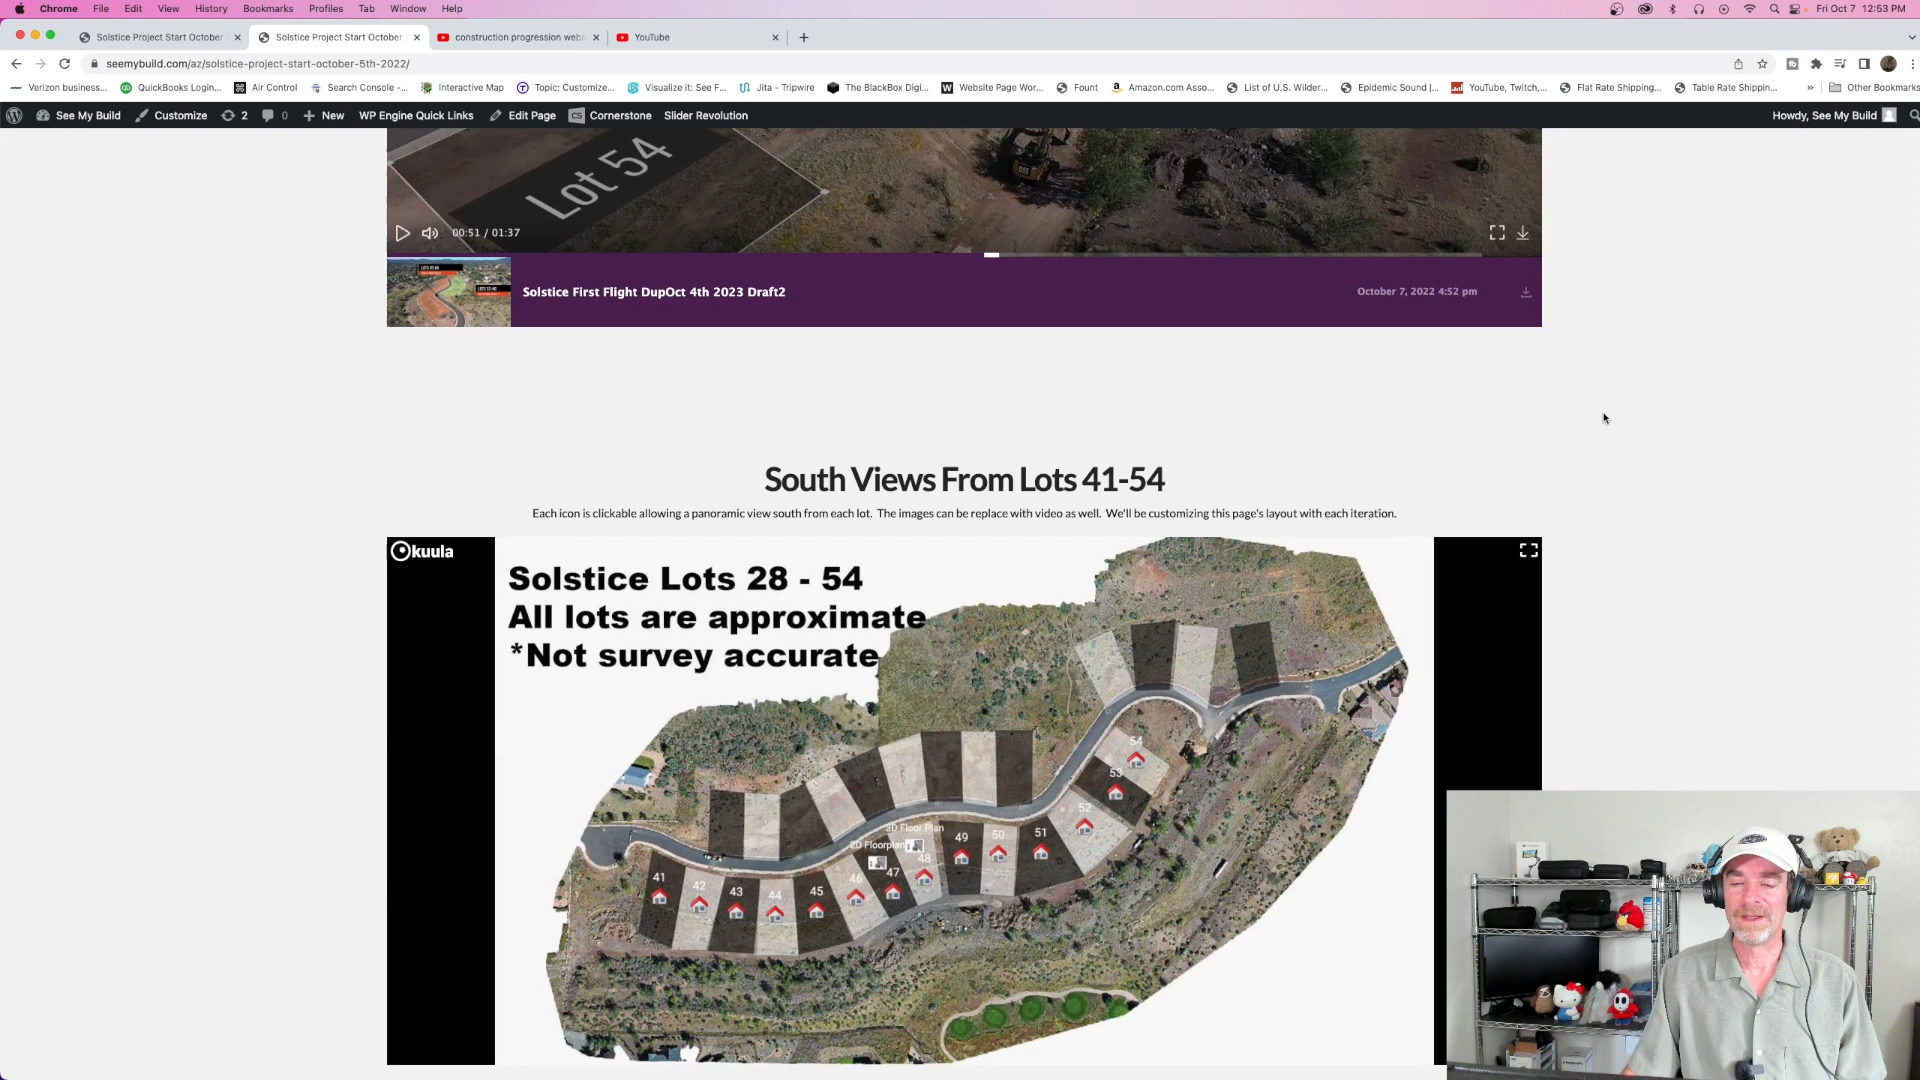 Chrome File Edit View History Bookmarks Profiles Tab Window Help Fri Oct 7 12:53 PM
Solstice Project Start October Solstice Project Start October construction progression webs YouTube
seemybuild.com/az/solstice-project-start-october-5th-2022/
Verizon business... QuickBooks Login... Air Control Search Console -... Interactive Map Topic: Customize... Visualize it: See F... Jita - Tripwire The BlackBox Digi... Website Page Wor... Fount Amazon.com Asso... List of U.S. Wilder... Epidemic Sound |... YouTube, Twitch,... Flat Rate Shipping... Table Rate Shippin... » Other Bookmarks
See My Build Customize 2 0 New WP Engine Quick Links Edit Page Cornerstone Slider Revolution Howdy, See My Build
Lot 54
00:51 / 01:37
Solstice First Flight DupOct 4th 2023 Draft2 October 7, 2022 4:52 pm
South Views From Lots 41-54
Each icon is clickable allowing a panoramic view south from each lot. The images can be replace with video as well. We'll be customizing this page's layout with each iteration.
kuula
Solstice Lots 28 - 54
All lots are approximate
*Not survey accurate
54
53
52
3D Floor Plan
2D Floorplan
49 50 51
48
47
46
45
41 42 43 44